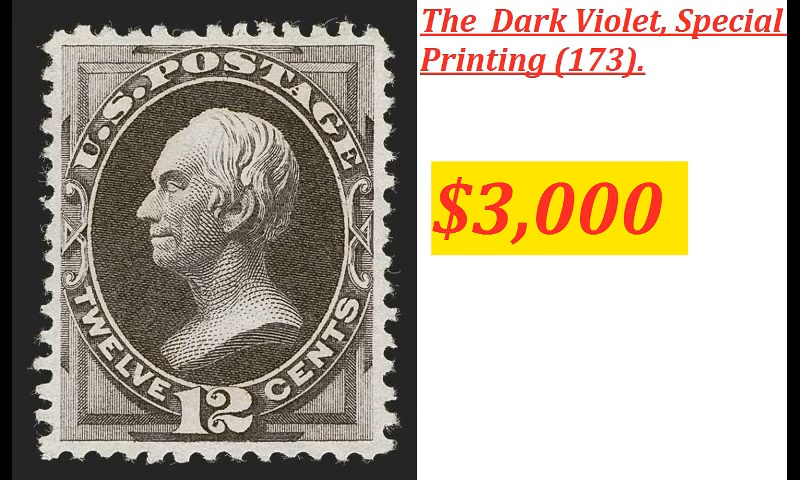 The Dark Violet, Special
Printing (173).
$3,000
U.S. POSTAGE
TWELVE 12 CENTS